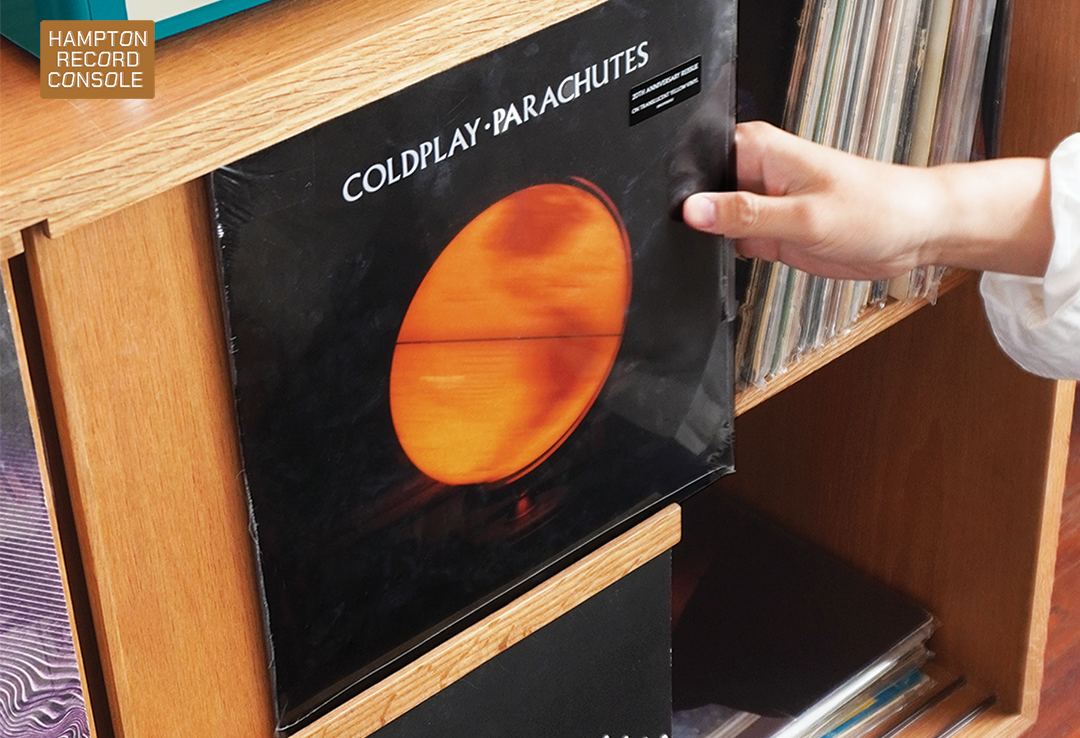 HAMPTON
RECORD
CONSOLE
COLDPLAY·PARACHUTES
20TH ANNIVERSARY REISSUE
ON TRANSLUCENT YELLOW VINYL